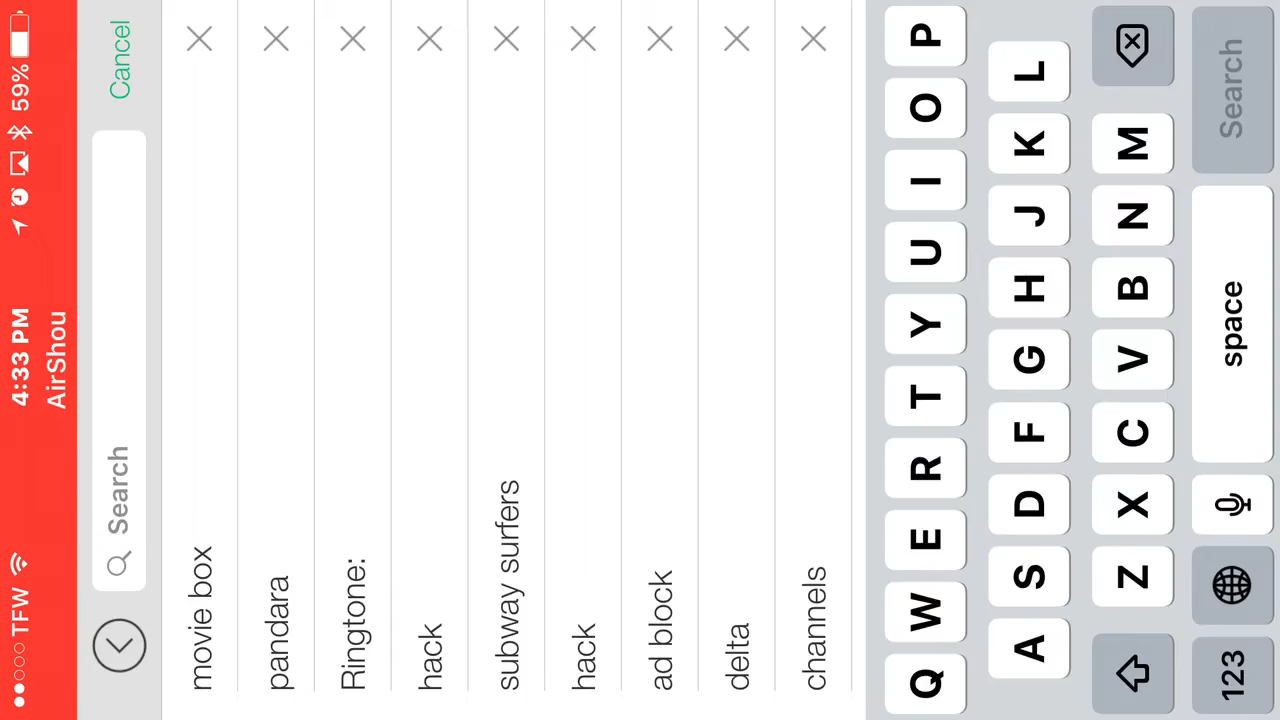 TFW 4:33 PM 59%
AirShou
Search Cancel
movie box
pandara
Ringtone:
hack
subway surfers
hack
ad block
delta
channels
Q W E R T Y U I O P
A S D F G H J K L
Z X C V B N M
123 space Search